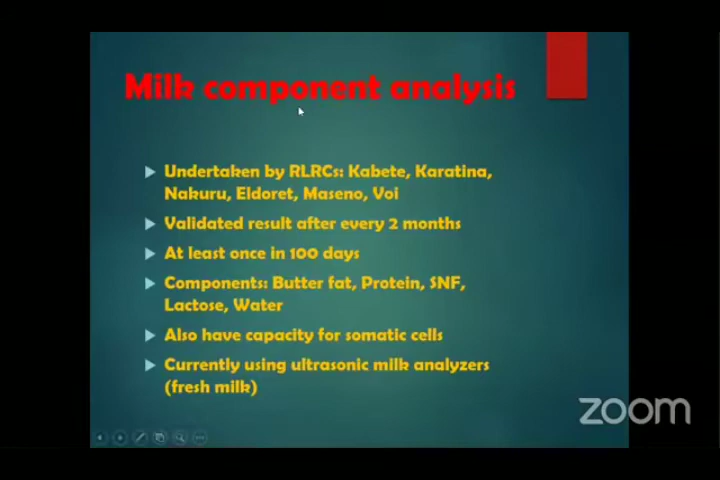 Milk component analysis
Undertaken by RLRCs: Kabete, Karatina,
Nakuru, Eldoret, Maseno, Voi
Validated result after every 2 months
At least once in 100 days
Components: Butter fat, Protein, SNF,
Lactose, Water
Also have capacity for somatic cells
Currently using ultrasonic milk analyzers
(fresh milk)
zoom